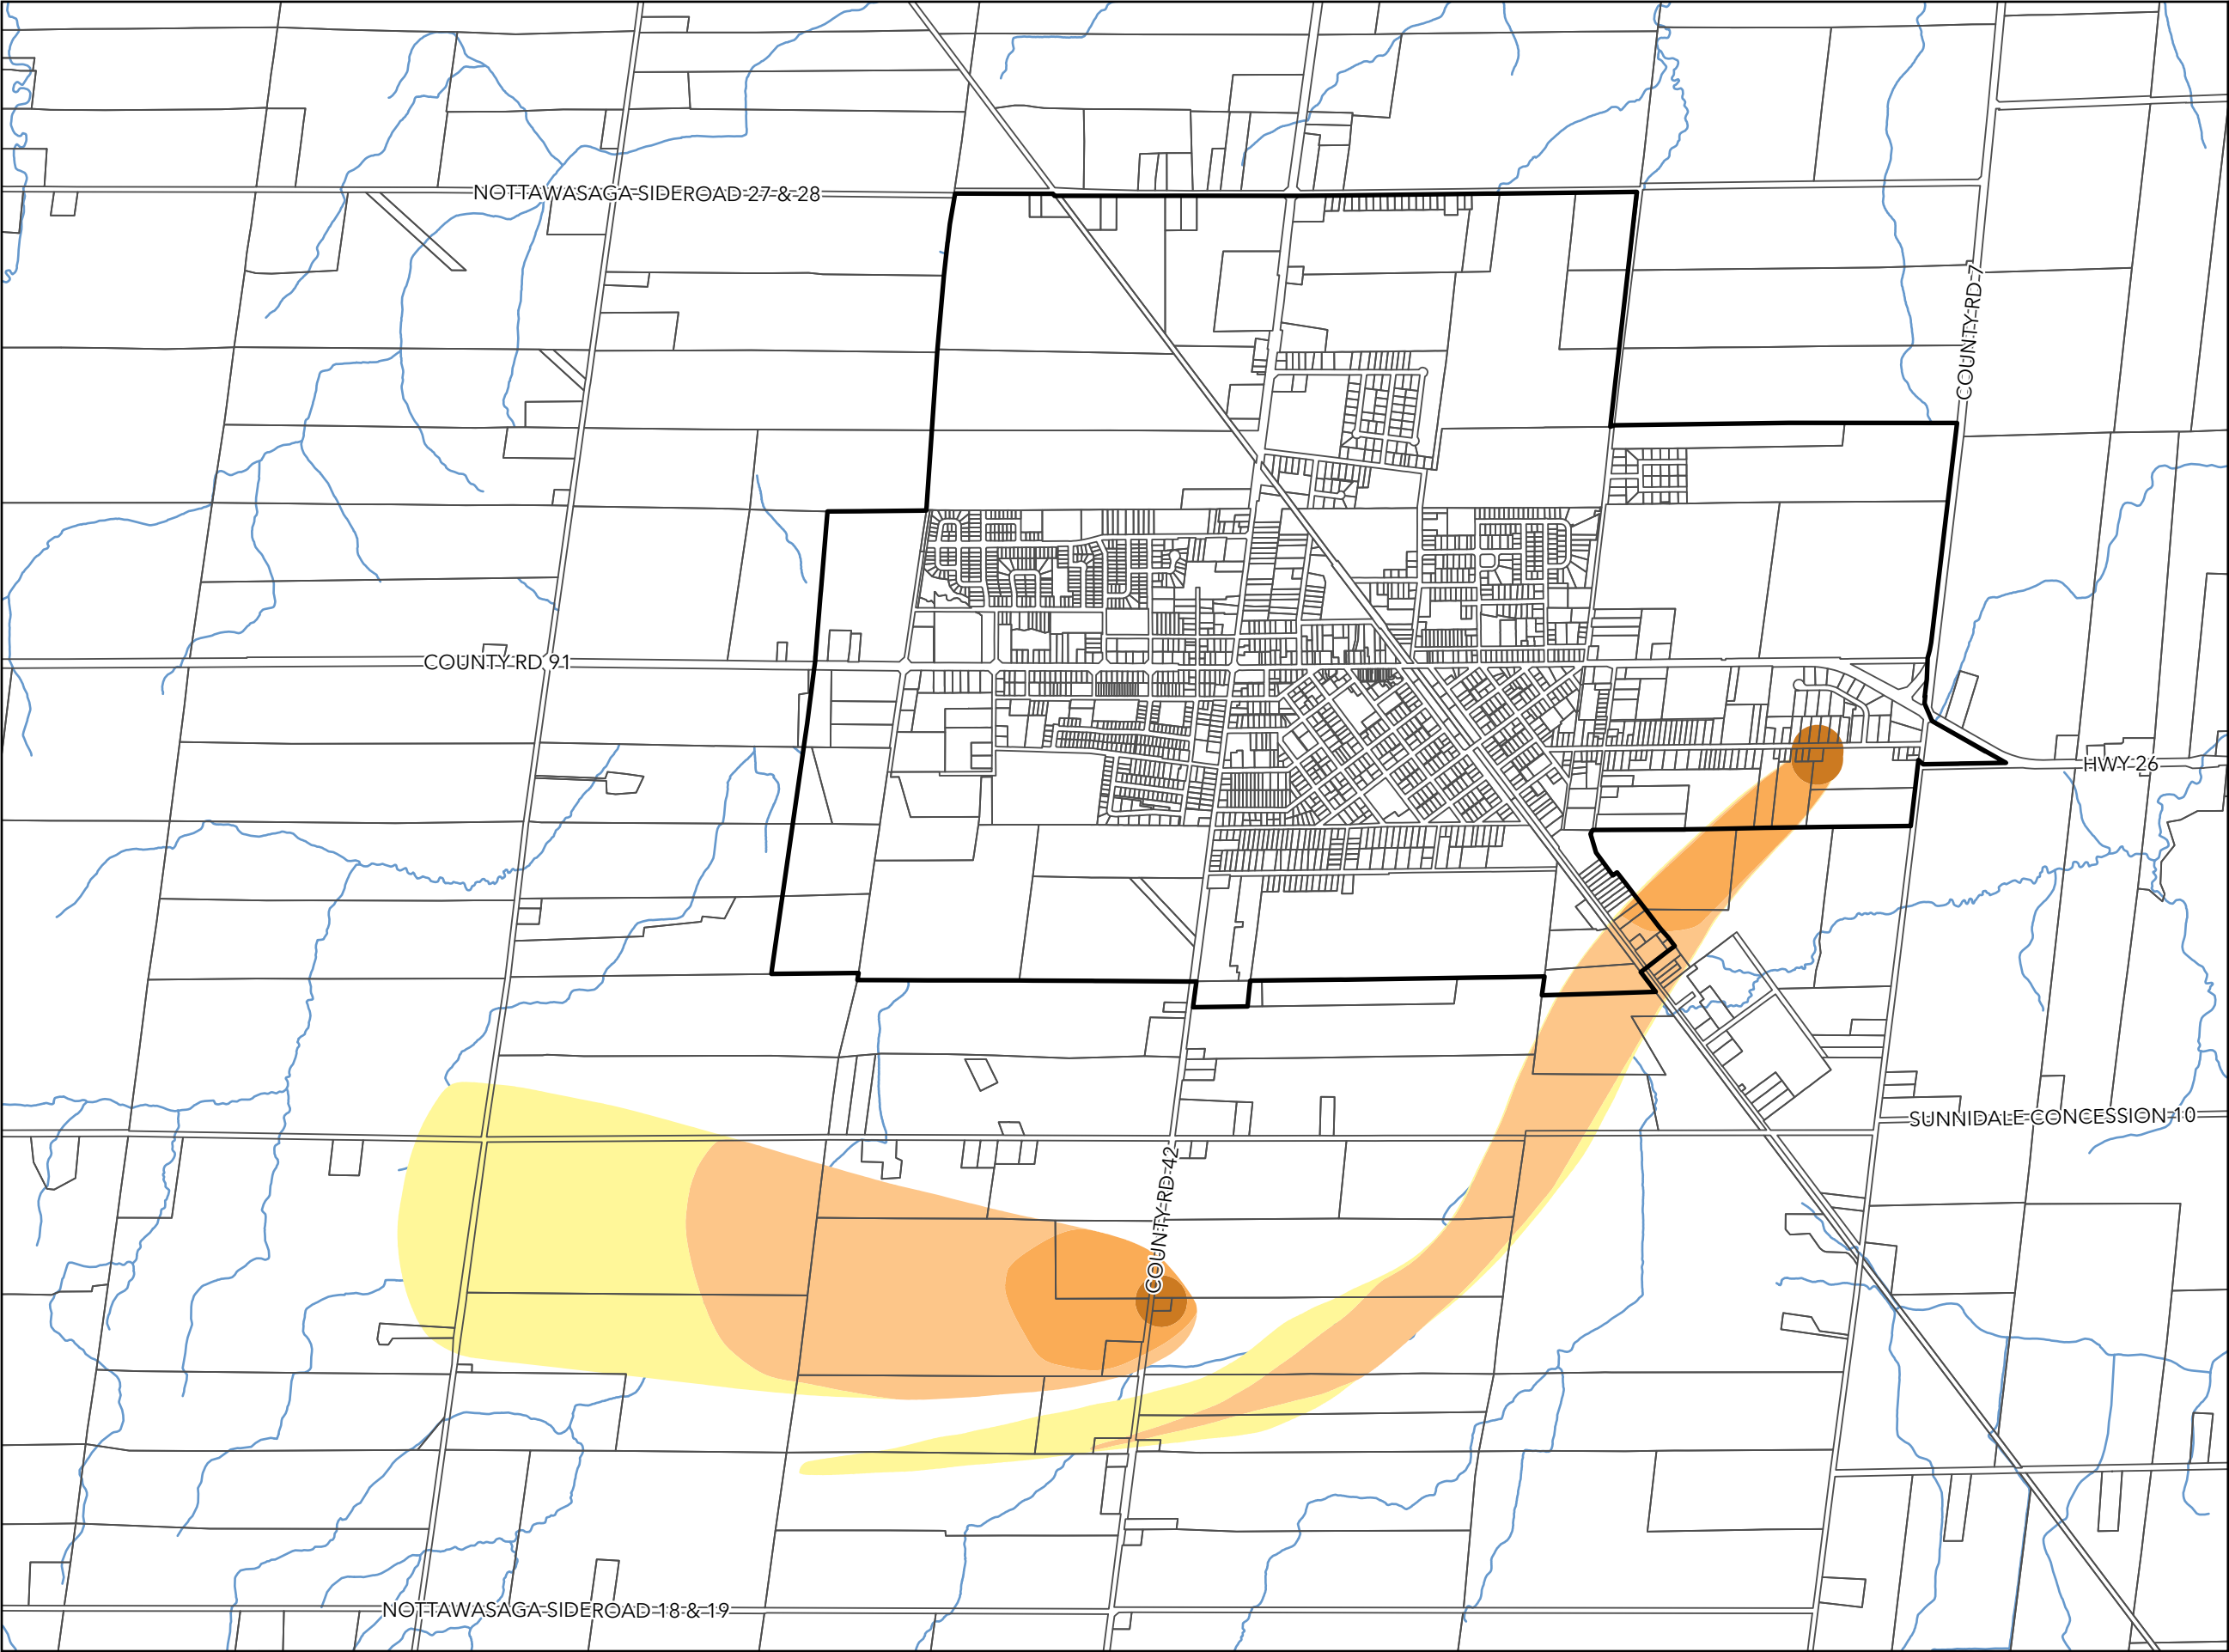 NOTTAWASAGA SIDEROAD 27 & 28
COUNTY RD 7
COUNTY RD 91
HWY 26
SUNNIDALE CONCESSION 10
COUNTY RD 42
NOTTAWASAGA SIDEROAD 18 & 19